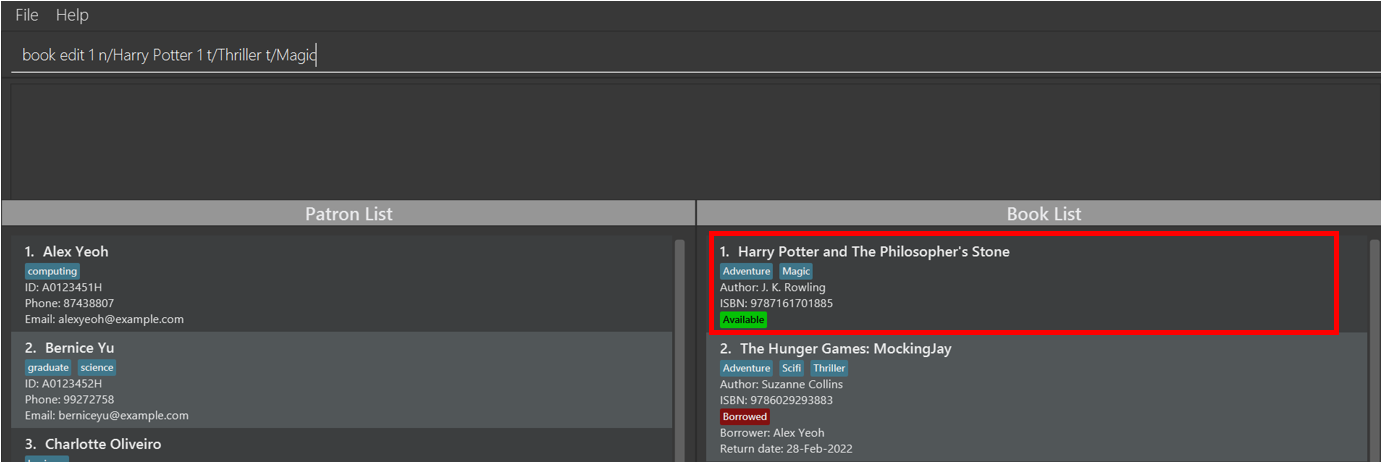 File Help
book edit 1 n/Harry Potter 1 t/Thriller t/Magic
Patron List
1. Alex Yeoh
computing
ID: A0123451H
Phone: 87438807
Email: alexyeoh@example.com
2. Bernice Yu
graduate science
ID: A0123452H
Phone: 99272758
Email: berniceyu@example.com
3. Charlotte Oliveiro
Book List
1. Harry Potter and The Philosopher's Stone
Adventure Magic
Author: J. K. Rowling
ISBN: 9787161701885
Available
2. The Hunger Games: MockingJay
Adventure Scifi Thriller
Author: Suzanne Collins
ISBN: 9786029293883
Borrowed
Borrower: Alex Yeoh
Return date: 28-Feb-2022